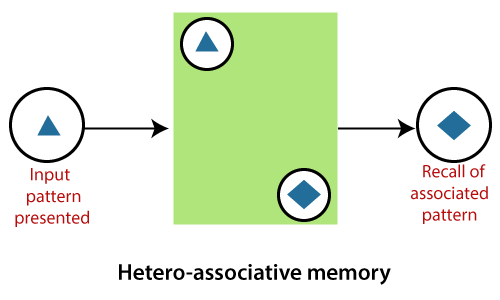 Input
pattern
presented
Recall of
associated
pattern
Hetero-associative memory